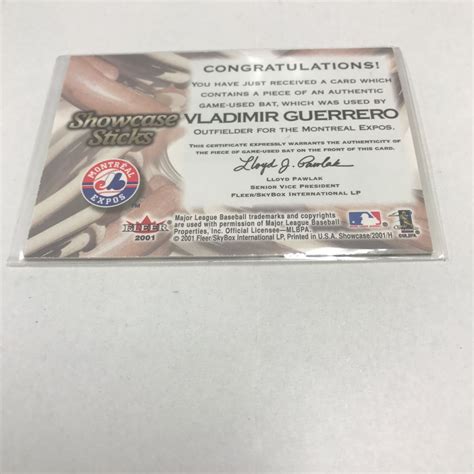 CONGRATULATIONS!
YOU HAVE JUST RECEIVED A CARD WHICH
CONTAINS A PIECE OF AN AUTHENTIC
GAME-USED BAT, WHICH WAS USED BY
Showcase
Sticks
VLADIMIR GUERRERO
OUTFIELDER FOR THE MONTREAL EXPOS.
THIS CERTIFICATE EXPRESSLY WARRANTS THE AUTHENTICITY OF
THE PIECE OF GAME-USED BAT ON THE FRONT OF THIS CARD.
Lloyd J. Pawlak
LLOYD PAWLAK
SENIOR VICE PRESIDENT
FLEER/SKYBOX INTERNATIONAL LP
MONTREAL
EXPOS
TM
FLEER
2001
Major League Baseball trademarks and copyrights
are used with permission of Major League Baseball
Properties, Inc. Official Licensee—MLBPA.
© 2001 Fleer/SkyBox International LP, Printed in U.S.A. Showcase/2001/H